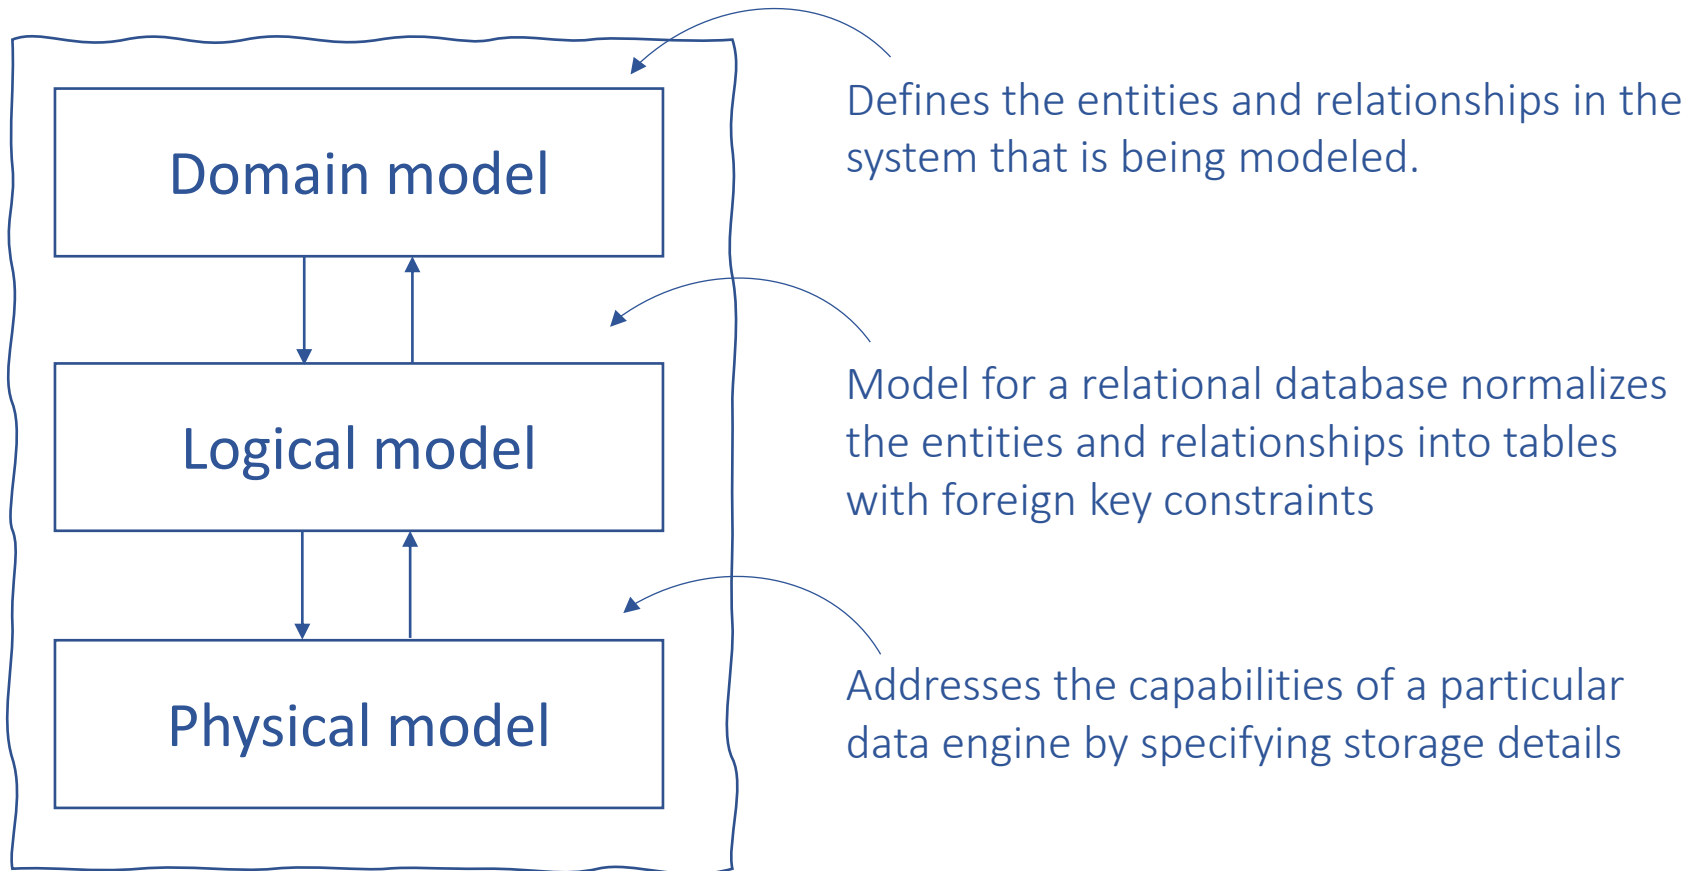 Domain model
Defines the entities and relationships in the
system that is being modeled.
Logical model
Model for a relational database normalizes
the entities and relationships into tables
with foreign key constraints
Physical model
Addresses the capabilities of a particular
data engine by specifying storage details